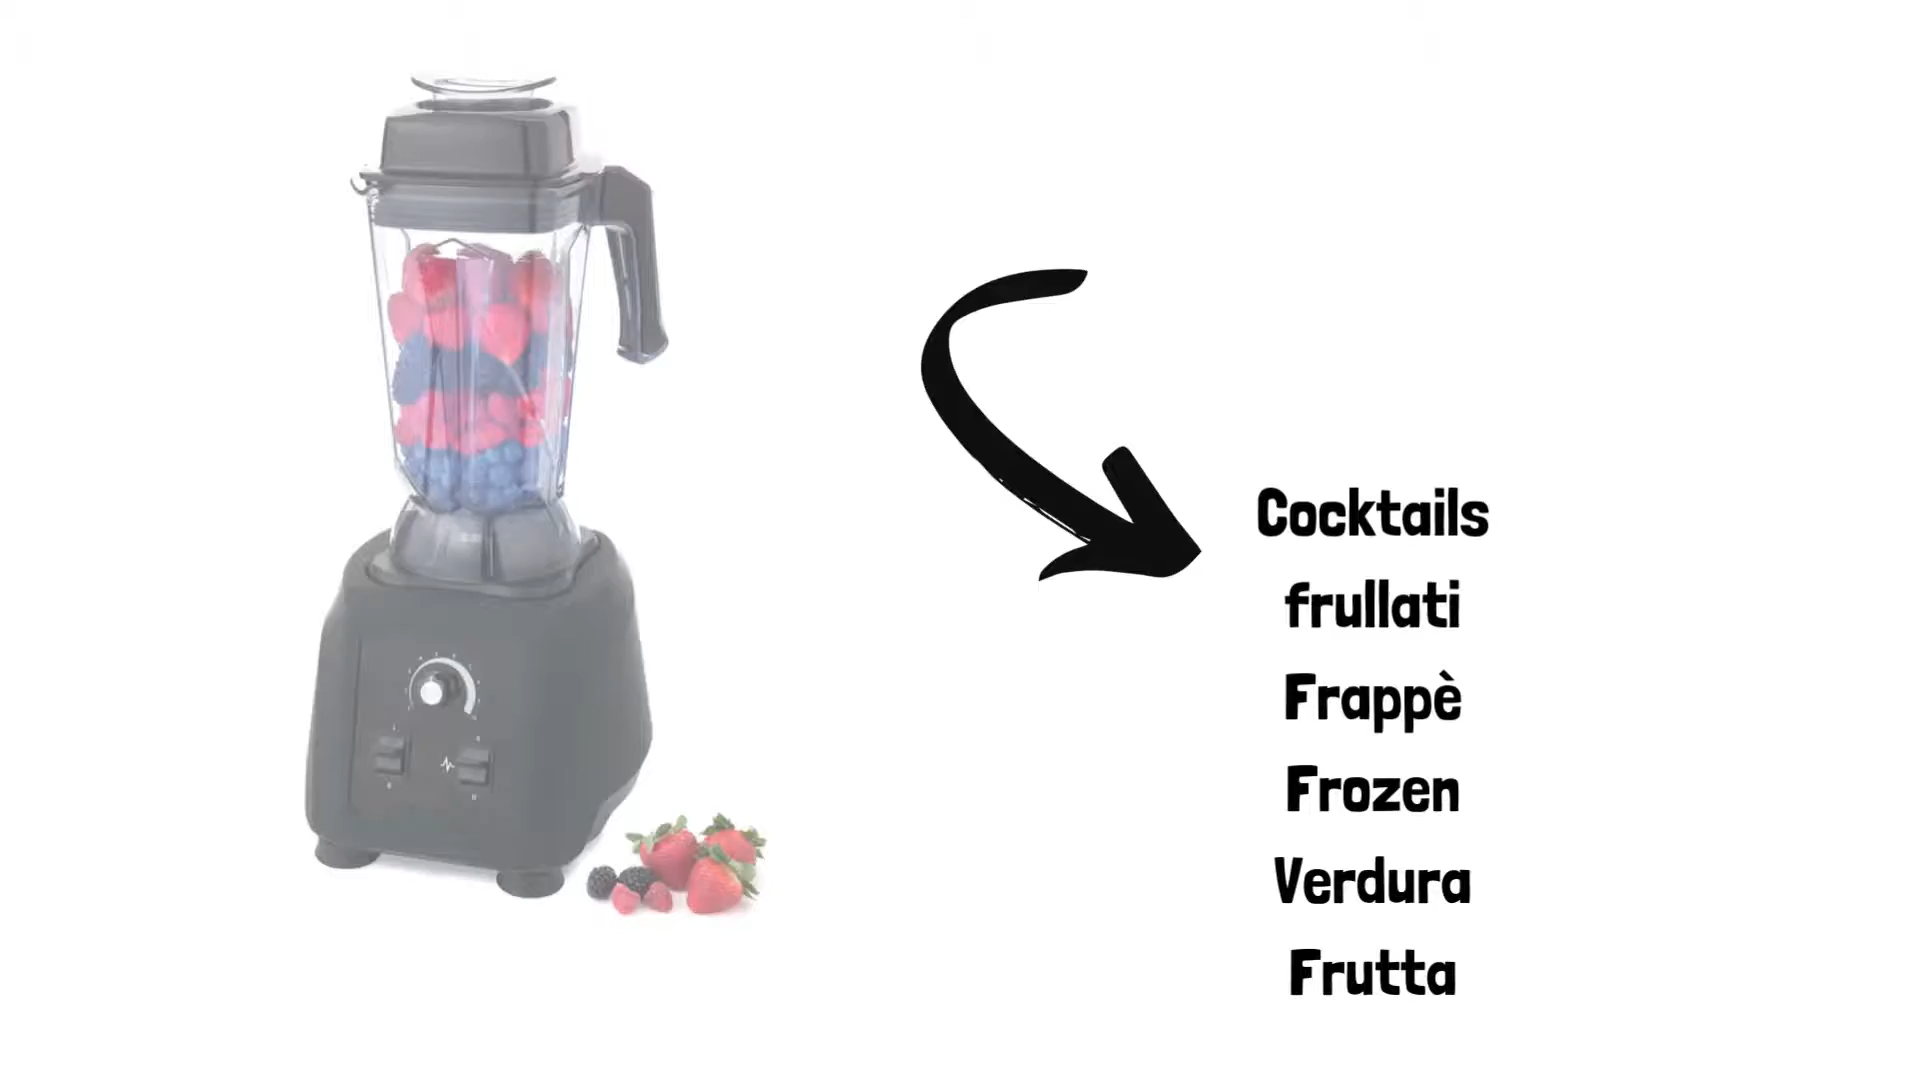 Cocktails
frullati
Frappè
Frozen
Verdura
Frutta